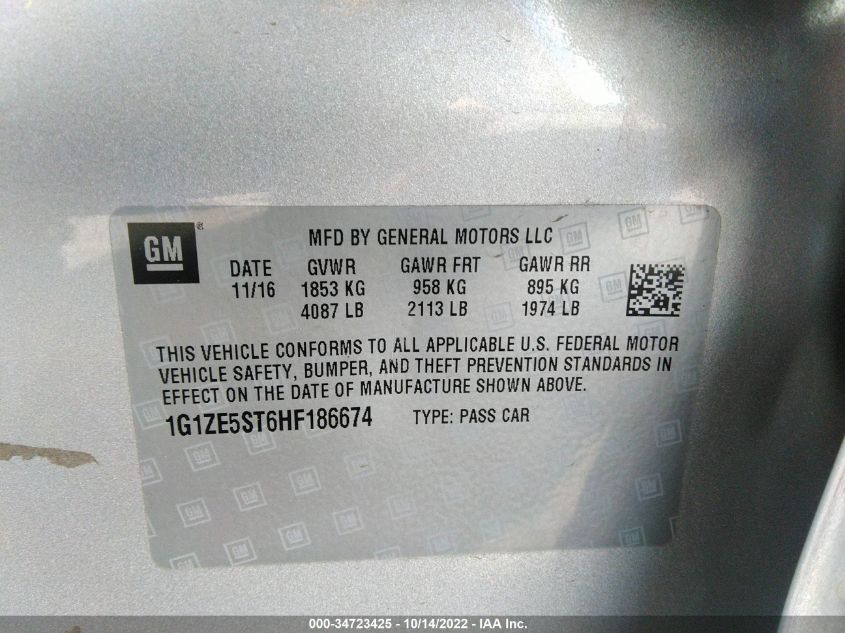 GM®
MFD BY GENERAL MOTORS LLC
DATE GVWR GAWR FRT GAWR RR
11/16 1853 KG 958 KG 895 KG
4087 LB 2113 LB 1974 LB
THIS VEHICLE CONFORMS TO ALL APPLICABLE U.S. FEDERAL MOTOR
VEHICLE SAFETY, BUMPER, AND THEFT PREVENTION STANDARDS IN
EFFECT ON THE DATE OF MANUFACTURE SHOWN ABOVE.
1G1ZE5ST6HF186674 TYPE: PASS CAR
000-34723425 - 10/14/2022 - IAA Inc.